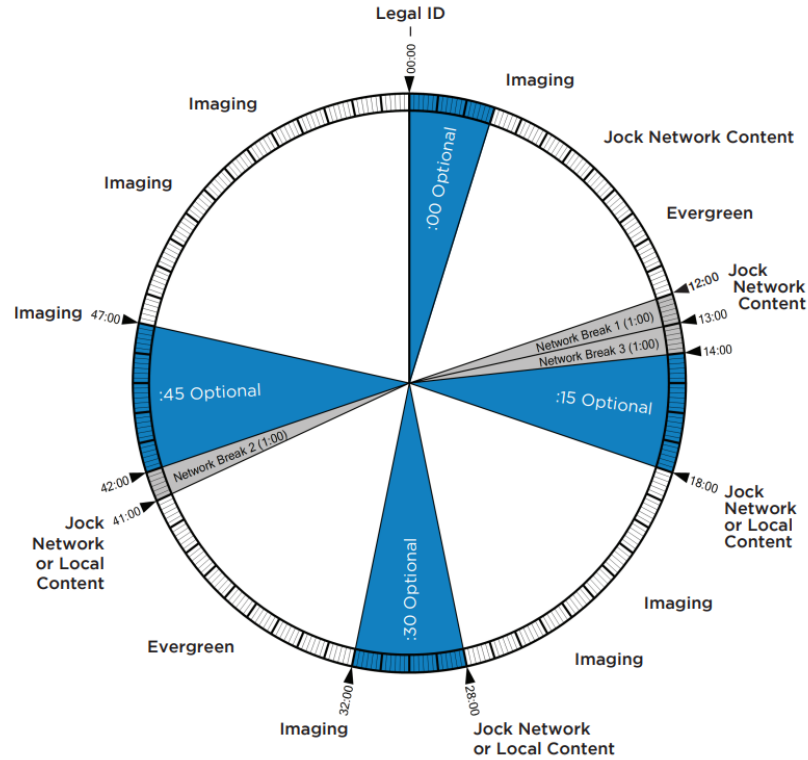 Legal ID
00:00
Imaging
Jock Network Content
Evergreen
12:00
Jock
Network
Content
13:00
14:00
Network Break 1 (1:00)
Network Break 3 (1:00)
:00 Optional
:15 Optional
18:00
Jock
Network
or Local
Content
Imaging
Imaging
28:00
Jock Network
or Local Content
:30 Optional
32:00
Imaging
Evergreen
41:00
Jock
Network
or Local
Content
42:00
Network Break 2 (1:00)
:45 Optional
47:00
Imaging
Imaging
Imaging